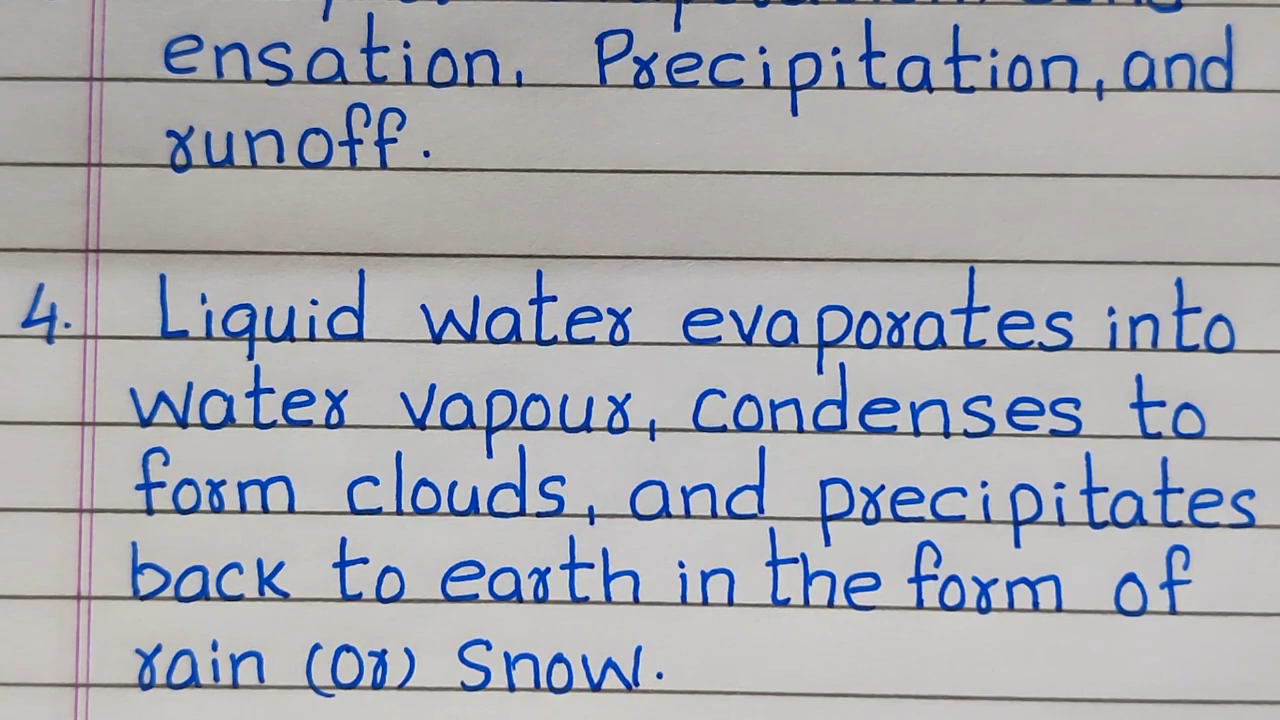 ensation, Precipitation, and
runoff.
4. Liquid water evaporates into
water vapour, condenses to
form clouds, and precipitates
back to earth in the form of
rain (or) Snow.